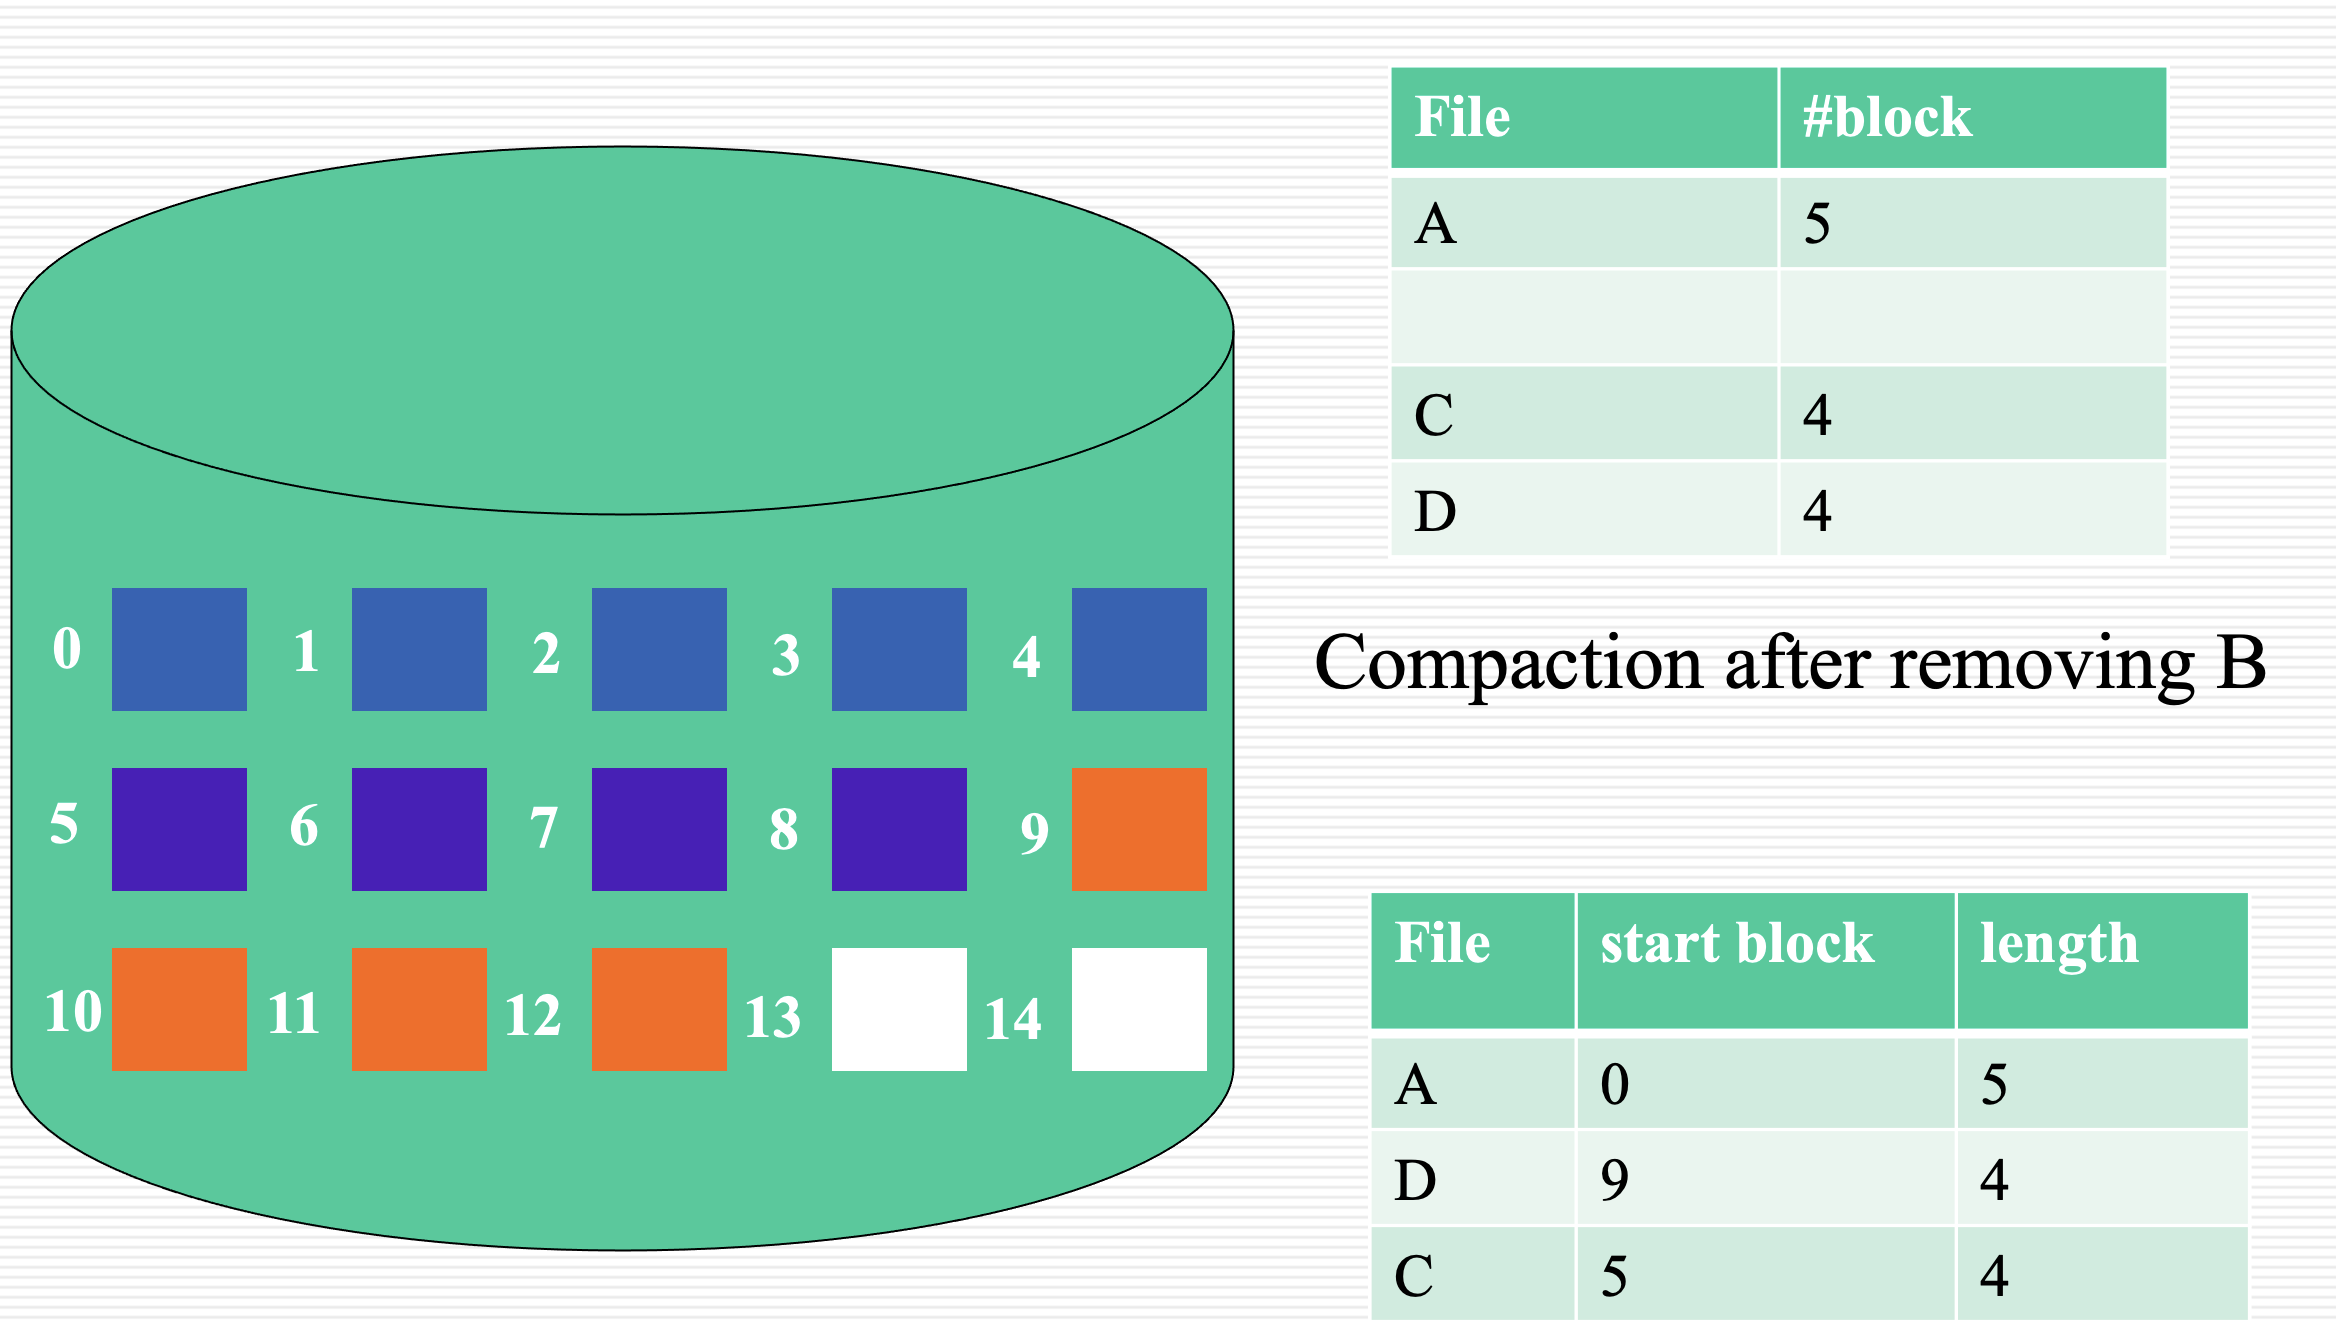 File #block
A 5
C 4
D 4
0 1 2 3 4
Compaction after removing B
5 6 7 8 9
10 11 12 13 14
File start block length
A 0 5
D 9 4
C 5 4